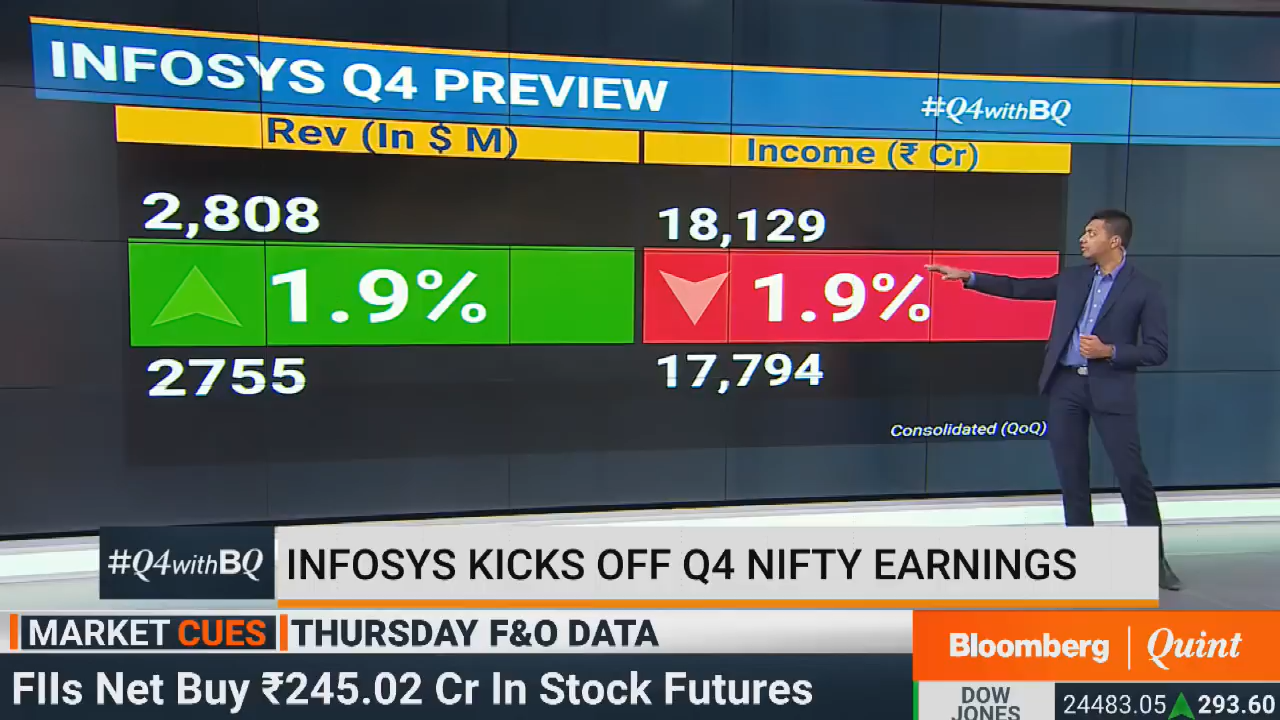 INFOSYS Q4 PREVIEW
#Q4withBQ
Rev (In $ M)
Income (₹ Cr)
2,808
18,129
1.9%
1.9%
2755
17,794
Consolidated (QoQ)
#Q4withBQ
INFOSYS KICKS OFF Q4 NIFTY EARNINGS
MARKET CUES
THURSDAY F&O DATA
Bloomberg | Quint
FIIs Net Buy ₹245.02 Cr In Stock Futures
DOW
JONES
24483.05 ▲ 293.60